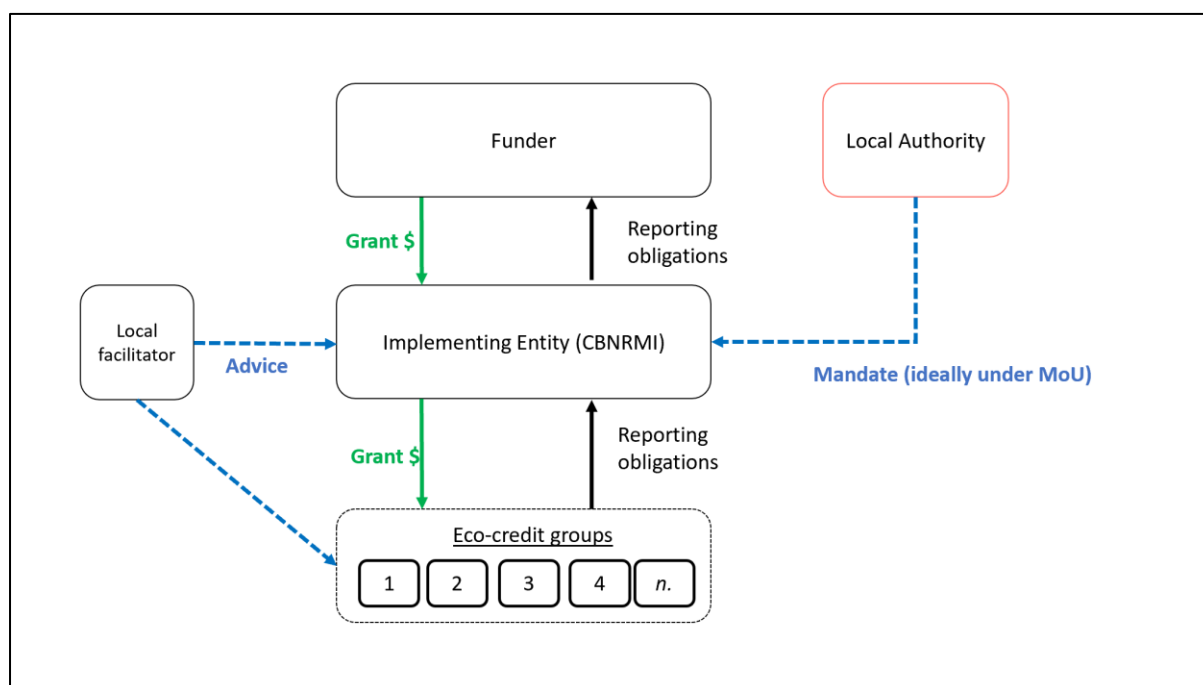 Funder
Local Authority
Grant $
Reporting
obligations
Local
facilitator
Advice
Implementing Entity (CBNRMI)
Mandate (ideally under MoU)
Grant $
Reporting
obligations
Eco-credit groups
1 2 3 4 n.